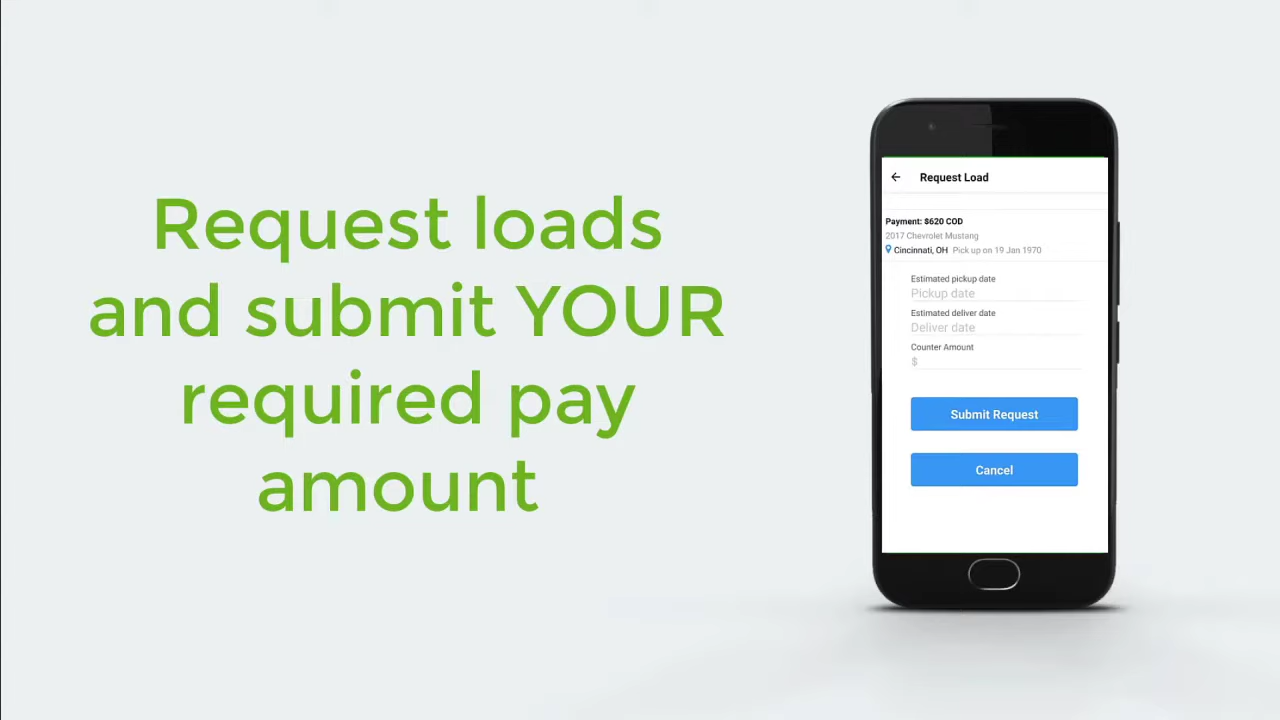 Request loads
and submit YOUR
required pay
amount
Request Load
Payment: $620 COD
2017 Chevrolet Mustang
Cincinnati, OH Pick up on 19 Jan 1970
Estimated pickup date
Pickup date
Estimated deliver date
Deliver date
Counter Amount
$
Submit Request
Cancel